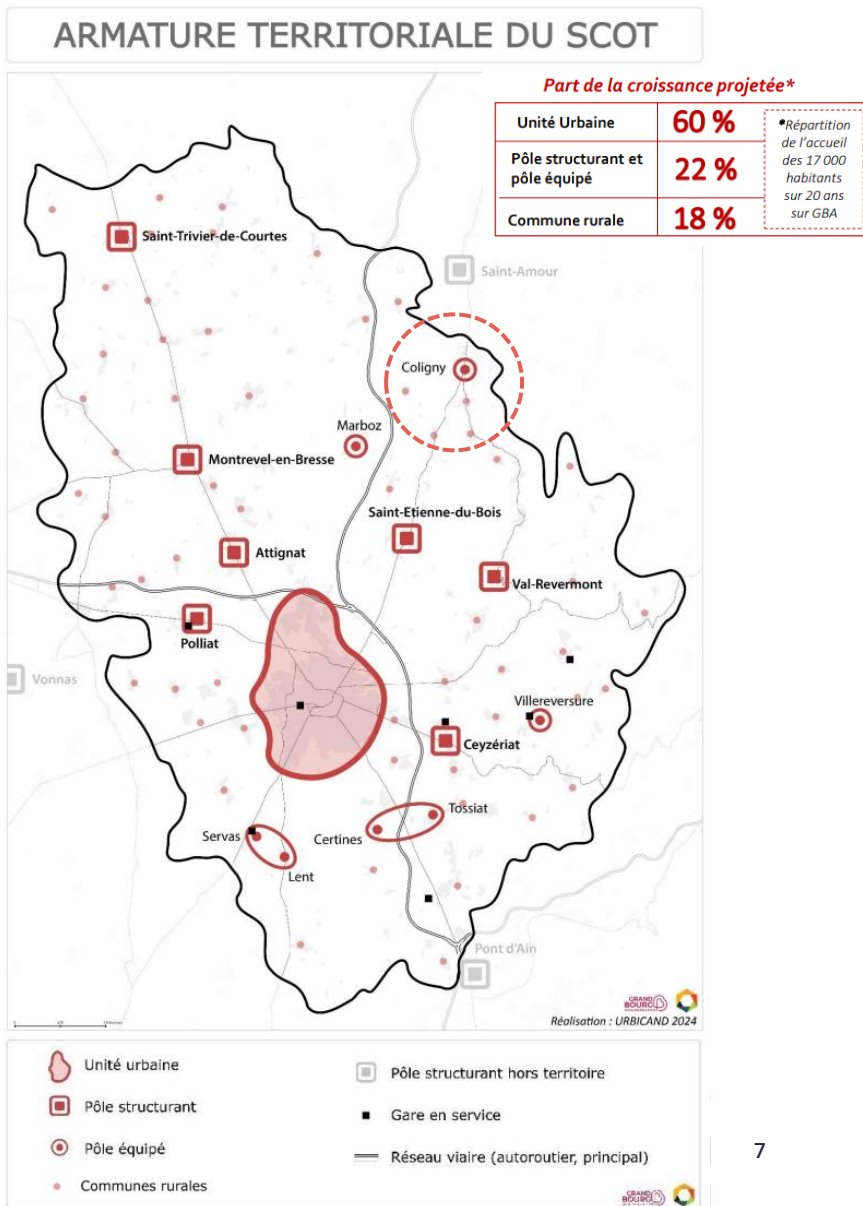 ARMATURE TERRITORIALE DU SCOT
Part de la croissance projetée*
Unité Urbaine 60 %
Pôle structurant et
pôle équipé 22 %
Commune rurale 18 %
*Répartition
de l'accueil
des 17 000
habitants
sur 20 ans
sur GBA
Saint-Trivier-de-Courtes
Saint-Amour
Coligny
Marboz
Montrevel-en-Bresse
Saint-Etienne-du-Bois
Attignat
Val-Revermont
Polliat
Vonnas
Villereversure
Ceyzériat
Tossiat
Servas
Certines
Lent
Pont d'Ain
GRAND
BOURG
Réalisation : URBICAND 2024
Unité urbaine
Pôle structurant
Pôle équipé
Communes rurales
Pôle structurant hors territoire
Gare en service
Réseau viaire (autoroutier, principal)
GRAND
BOURG
7